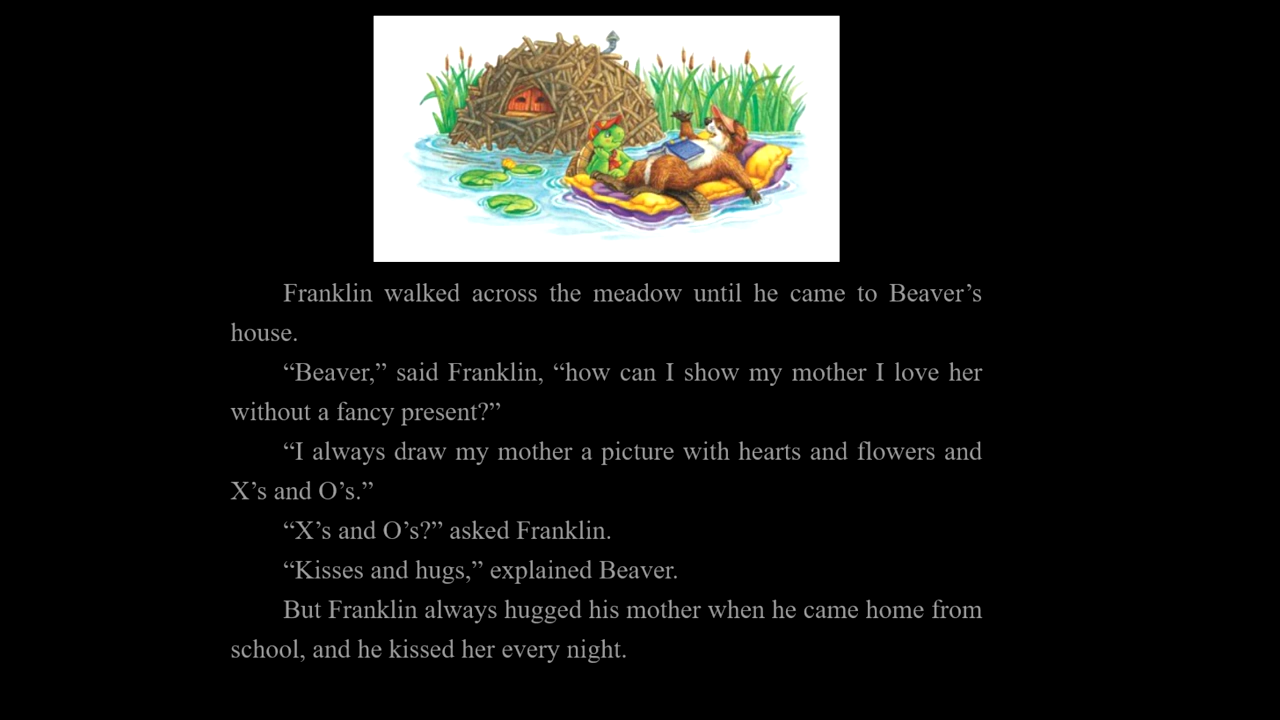 Franklin walked across the meadow until he came to Beaver’s
house.
“Beaver,” said Franklin, “how can I show my mother I love her
without a fancy present?”
“I always draw my mother a picture with hearts and flowers and
X’s and O’s.”
“X’s and O’s?” asked Franklin.
“Kisses and hugs,” explained Beaver.
But Franklin always hugged his mother when he came home from
school, and he kissed her every night.